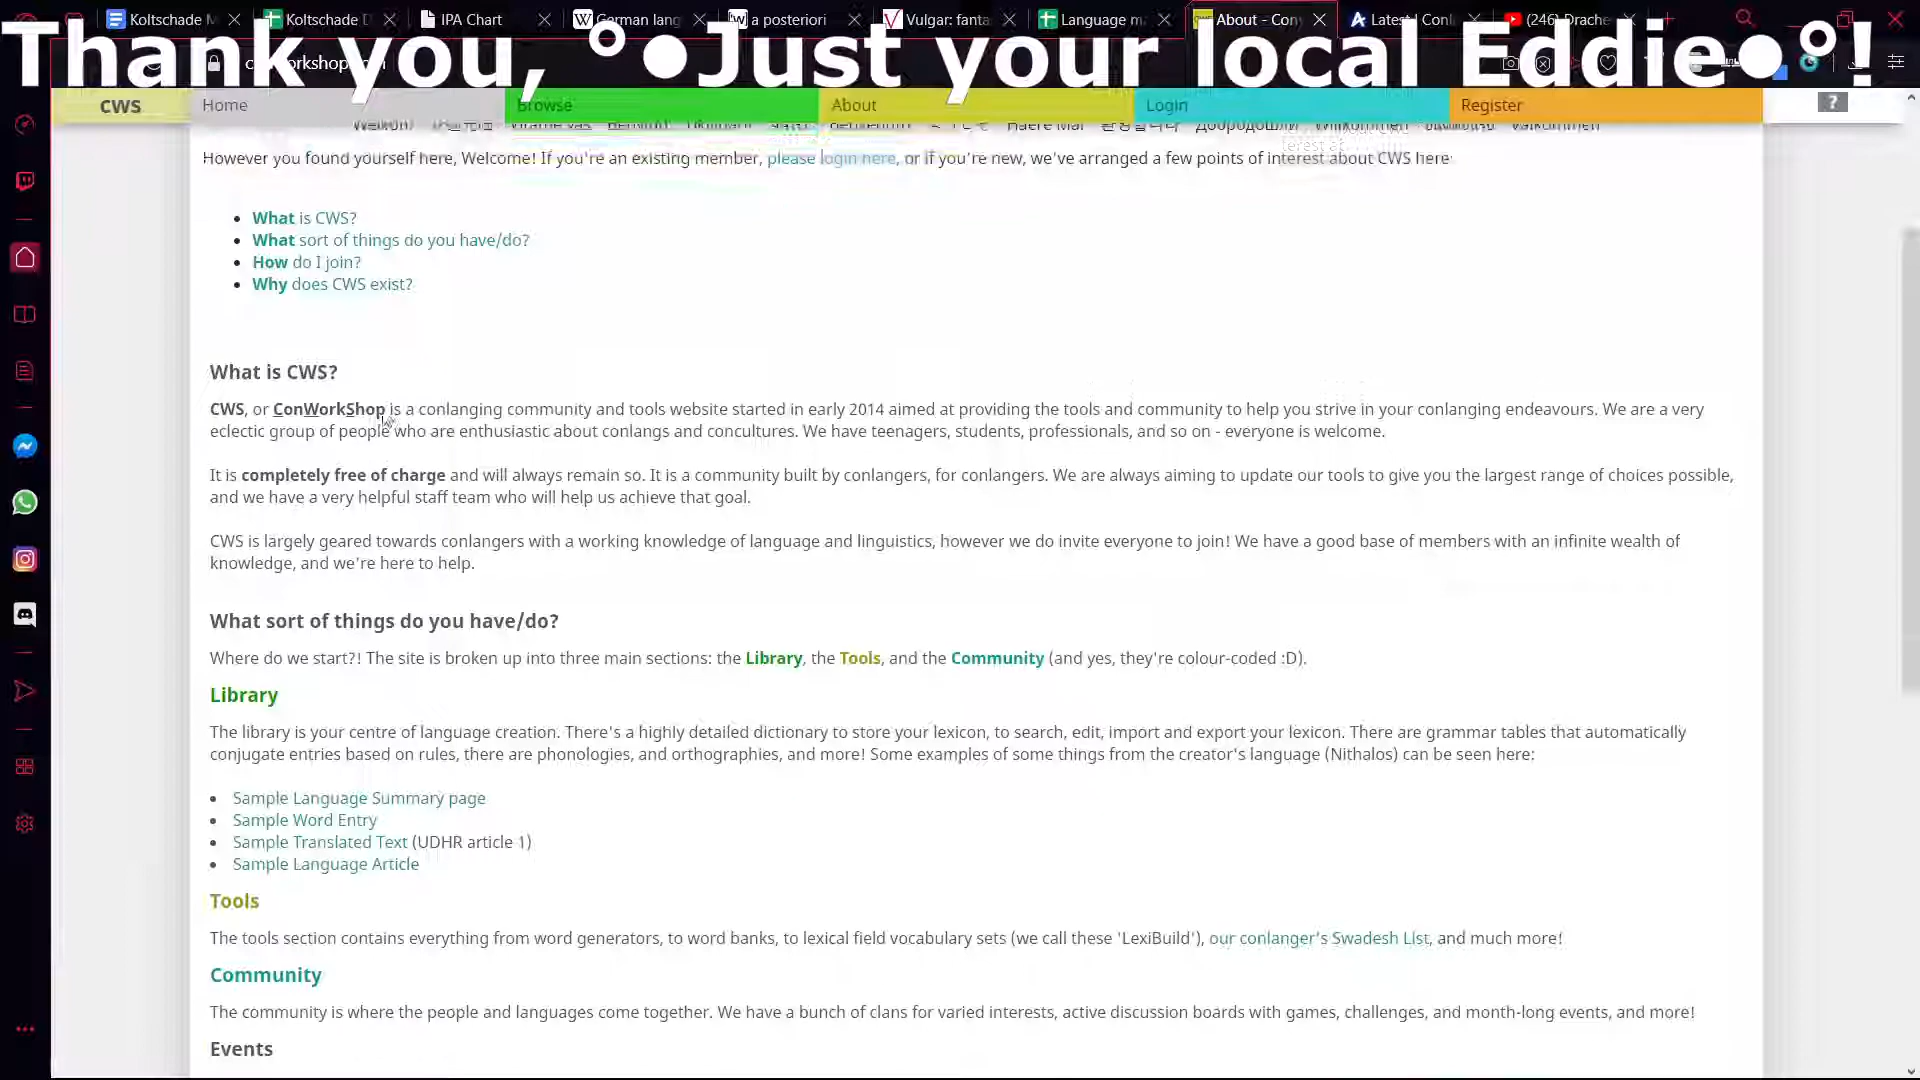 Koltschade M
Koltschade D
IPA Chart
German lang
a posteriori
Vulgar: fanta
Language m
About - Con
Latest | Conl
(246) Drache
Thank you, °●Just your local Eddie●°!
CWS
Home
Browse
About
Login
Register
?
However you found yourself here, Welcome! If you're an existing member, please login here, or if you're new, we've arranged a few points of interest about CWS here:
• What is CWS?
• What sort of things do you have/do?
• How do I join?
• Why does CWS exist?
What is CWS?
CWS, or ConWorkShop is a conlanging community and tools website started in early 2014 aimed at providing the tools and community to help you strive in your conlanging endeavours. We are a very
eclectic group of people who are enthusiastic about conlangs and concultures. We have teenagers, students, professionals, and so on - everyone is welcome.
It is completely free of charge and will always remain so. It is a community built by conlangers, for conlangers. We are always aiming to update our tools to give you the largest range of choices possible,
and we have a very helpful staff team who will help us achieve that goal.
CWS is largely geared towards conlangers with a working knowledge of language and linguistics, however we do invite everyone to join! We have a good base of members with an infinite wealth of
knowledge, and we're here to help.
What sort of things do you have/do?
Where do we start?! The site is broken up into three main sections: the Library, the Tools, and the Community (and yes, they're colour-coded :D).
Library
The library is your centre of language creation. There's a highly detailed dictionary to store your lexicon, to search, edit, import and export your lexicon. There are grammar tables that automatically
conjugate entries based on rules, there are phonologies, and orthographies, and more! Some examples of some things from the creator's language (Nithalos) can be seen here:
• Sample Language Summary page
• Sample Word Entry
• Sample Translated Text (UDHR article 1)
• Sample Language Article
Tools
The tools section contains everything from word generators, to word banks, to lexical field vocabulary sets (we call these 'LexiBuild'), our conlanger's Swadesh List, and much more!
Community
The community is where the people and languages come together. We have a bunch of clans for varied interests, active discussion boards with games, challenges, and month-long events, and more!
Events